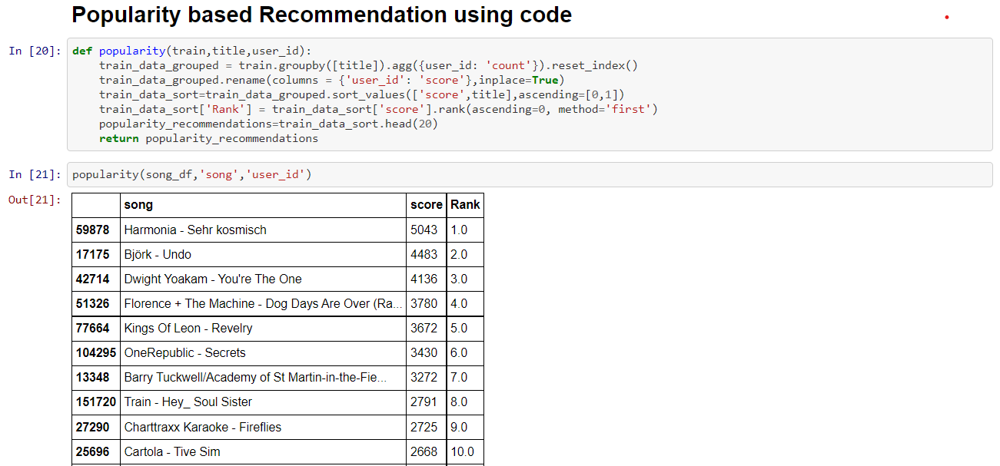 Popularity based Recommendation using code
In [20]: def popularity(train,title,user_id):
    train_data_grouped = train.groupby([title]).agg({user_id: 'count'}).reset_index()
    train_data_grouped.rename(columns = {'user_id': 'score'},inplace=True)
    train_data_sort=train_data_grouped.sort_values(['score',title],ascending=[0,1])
    train_data_sort['Rank'] = train_data_sort['score'].rank(ascending=0, method='first')
    popularity_recommendations=train_data_sort.head(20)
    return popularity_recommendations
In [21]: popularity(song_df,'song','user_id')
Out[21]:
song score Rank
59878 Harmonia - Sehr kosmisch 5043 1.0
17175 Björk - Undo 4483 2.0
42714 Dwight Yoakam - You're The One 4136 3.0
51326 Florence + The Machine - Dog Days Are Over (Ra... 3780 4.0
77664 Kings Of Leon - Revelry 3672 5.0
104295 OneRepublic - Secrets 3430 6.0
13348 Barry Tuckwell/Academy of St Martin-in-the-Fie... 3272 7.0
151720 Train - Hey_ Soul Sister 2791 8.0
27290 Charttraxx Karaoke - Fireflies 2725 9.0
25696 Cartola - Tive Sim 2668 10.0